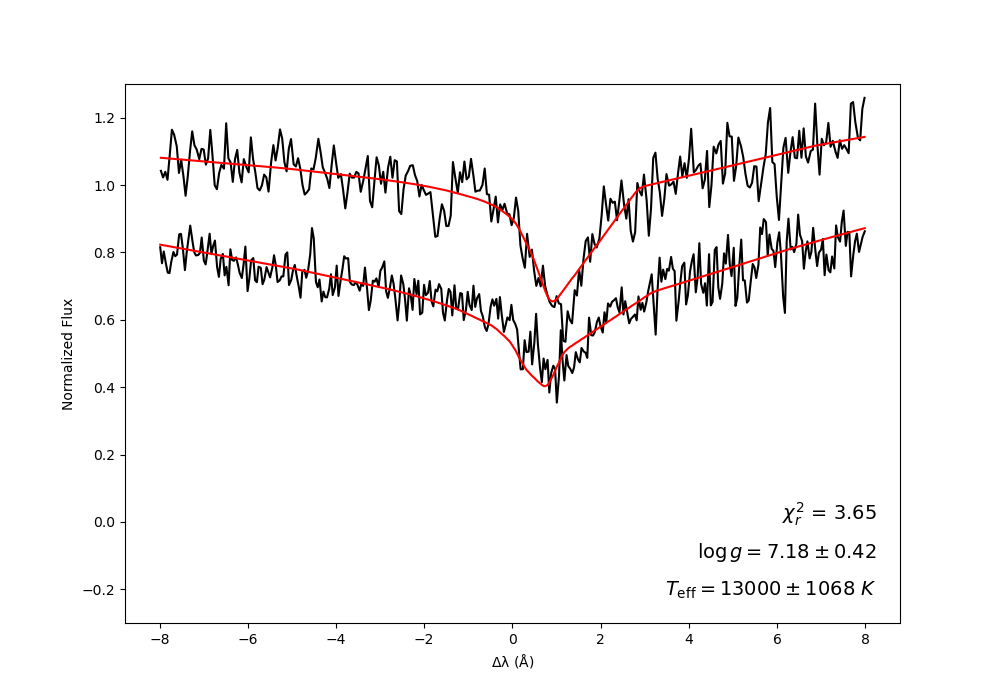 1.2
1.0
0.8
0.6
0.4
0.2
0.0
−0.2
Normalized Flux
χ_r^2 = 3.65
log g = 7.18 ± 0.42
T_eff = 13000 ± 1068 K
−8 −6 −4 −2 0 2 4 6 8
Δλ (Å)